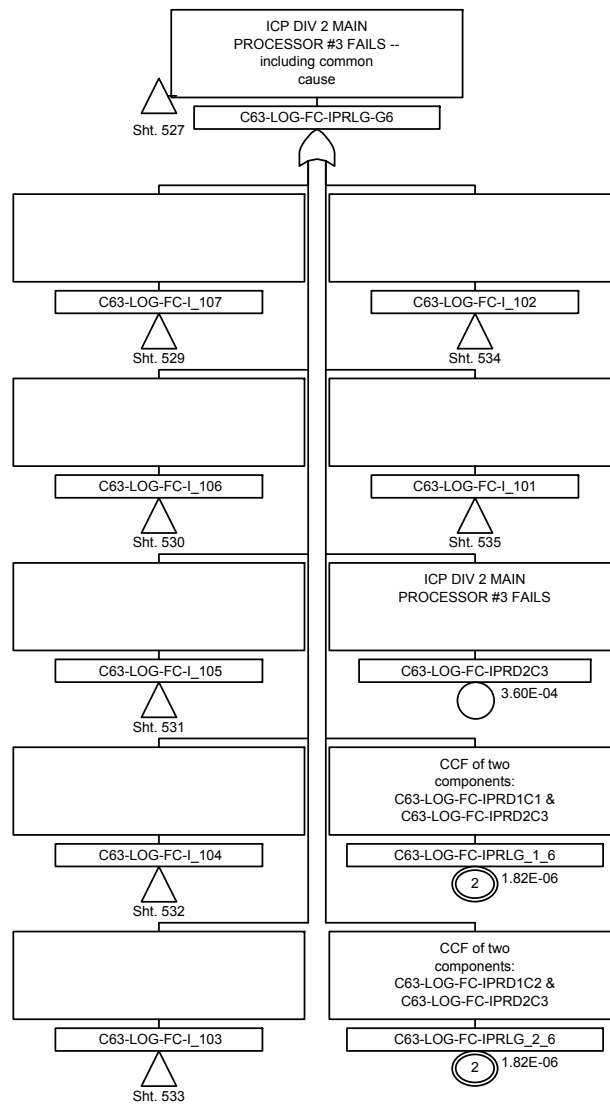 ICP DIV 2 MAIN
PROCESSOR #3 FAILS --
including common
cause
C63-LOG-FC-IPRLG-G6
Sht. 527
C63-LOG-FC-I_107
Sht. 529
C63-LOG-FC-I_102
Sht. 534
C63-LOG-FC-I_106
Sht. 530
C63-LOG-FC-I_101
Sht. 535
C63-LOG-FC-I_105
Sht. 531
ICP DIV 2 MAIN
PROCESSOR #3 FAILS
C63-LOG-FC-IPRD2C3
3.60E-04
C63-LOG-FC-I_104
Sht. 532
CCF of two
components:
C63-LOG-FC-IPRD1C1 &
C63-LOG-FC-IPRD2C3
C63-LOG-FC-IPRLG_1_6
2
1.82E-06
C63-LOG-FC-I_103
Sht. 533
CCF of two
components:
C63-LOG-FC-IPRD1C2 &
C63-LOG-FC-IPRD2C3
C63-LOG-FC-IPRLG_2_6
2
1.82E-06